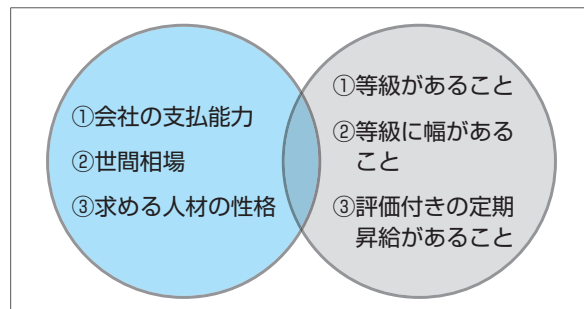 ①会社の支払能力
②世間相場
③求める人材の性格
①等級があること
②等級に幅がある
こと
③評価付きの定期
昇給があること